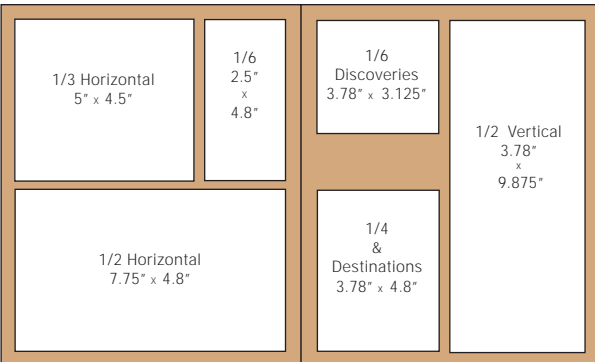 1/3 Horizontal
5" x 4.5"
1/6
2.5"
x
4.8"
1/2 Horizontal
7.75" x 4.8"
1/6
Discoveries
3.78" x 3.125"
1/4
&
Destinations
3.78" x 4.8"
1/2 Vertical
3.78"
x
9.875"